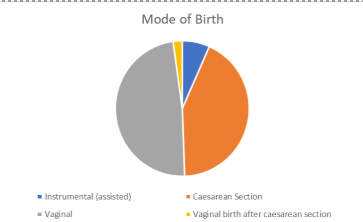 Mode of Birth
Instrumental (assisted) Caesarean Section
Vaginal Vaginal birth after caesarean section